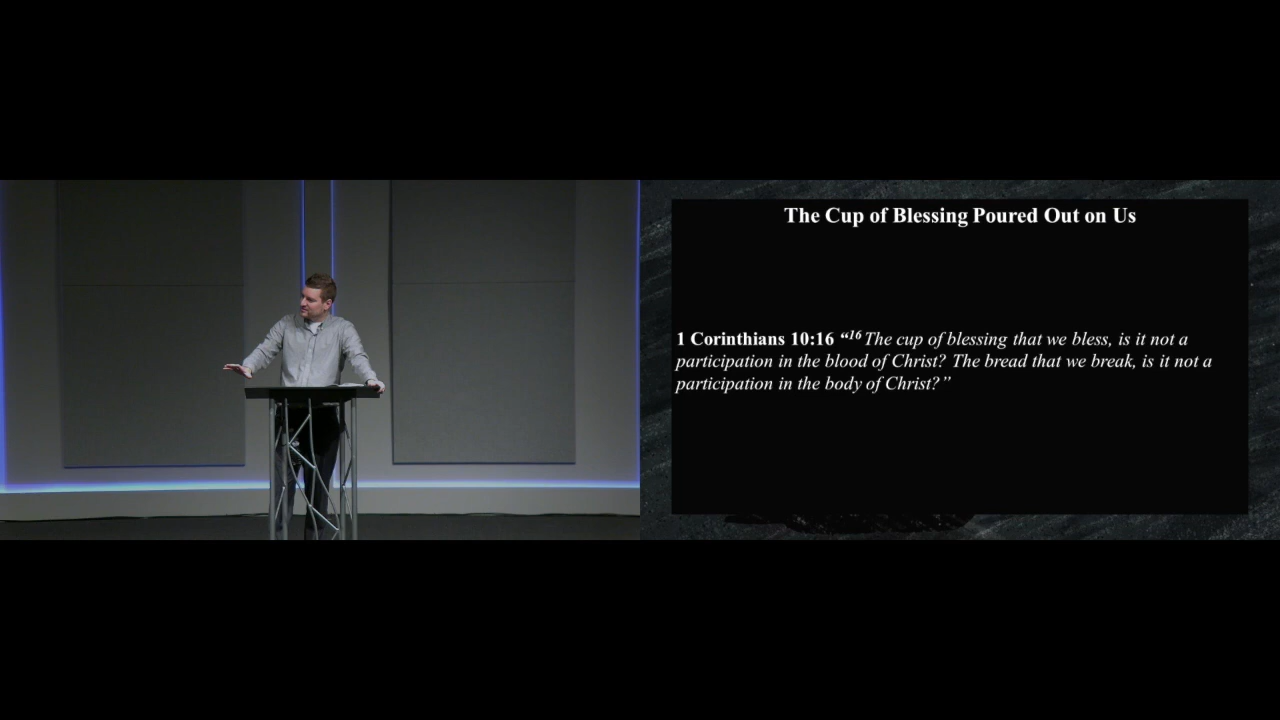 The Cup of Blessing Poured Out on Us
1 Corinthians 10:16 “16 The cup of blessing that we bless, is it not a
participation in the blood of Christ? The bread that we break, is it not a
participation in the body of Christ?”